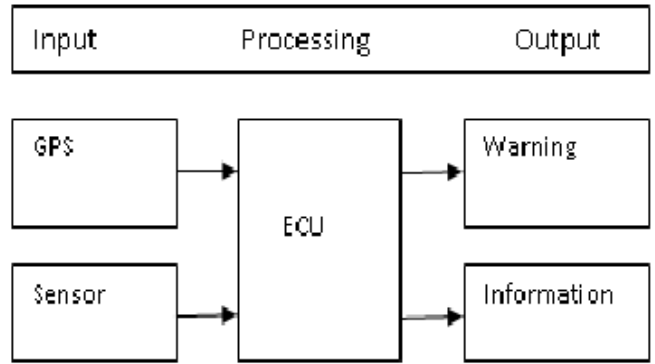 Input Processing Output
GPS
Warning
ECU
Sensor
Information